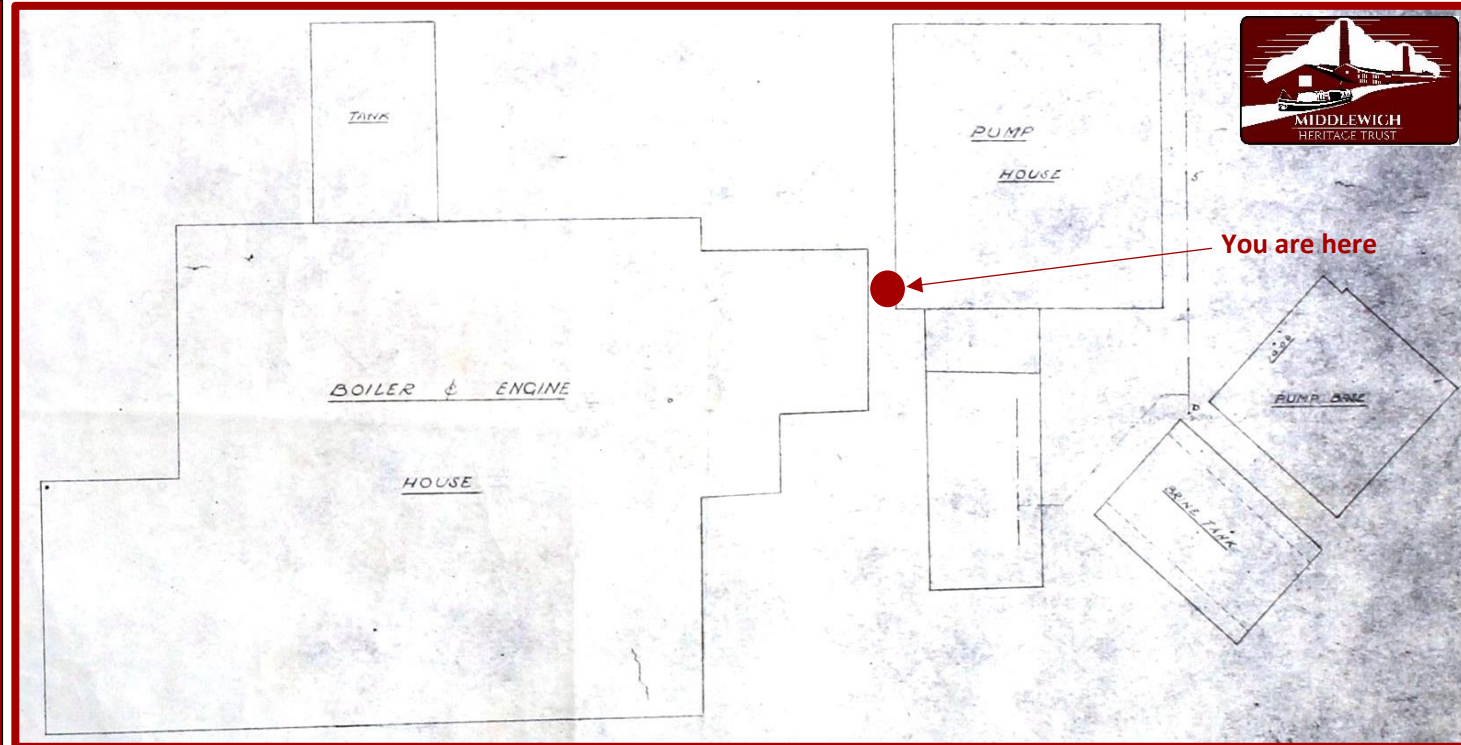 TANK
PUMP
HOUSE
MIDDLEWICH
HERITAGE TRUST
You are here
BOILER & ENGINE
HOUSE
PUMP BASE
BRINE TANK